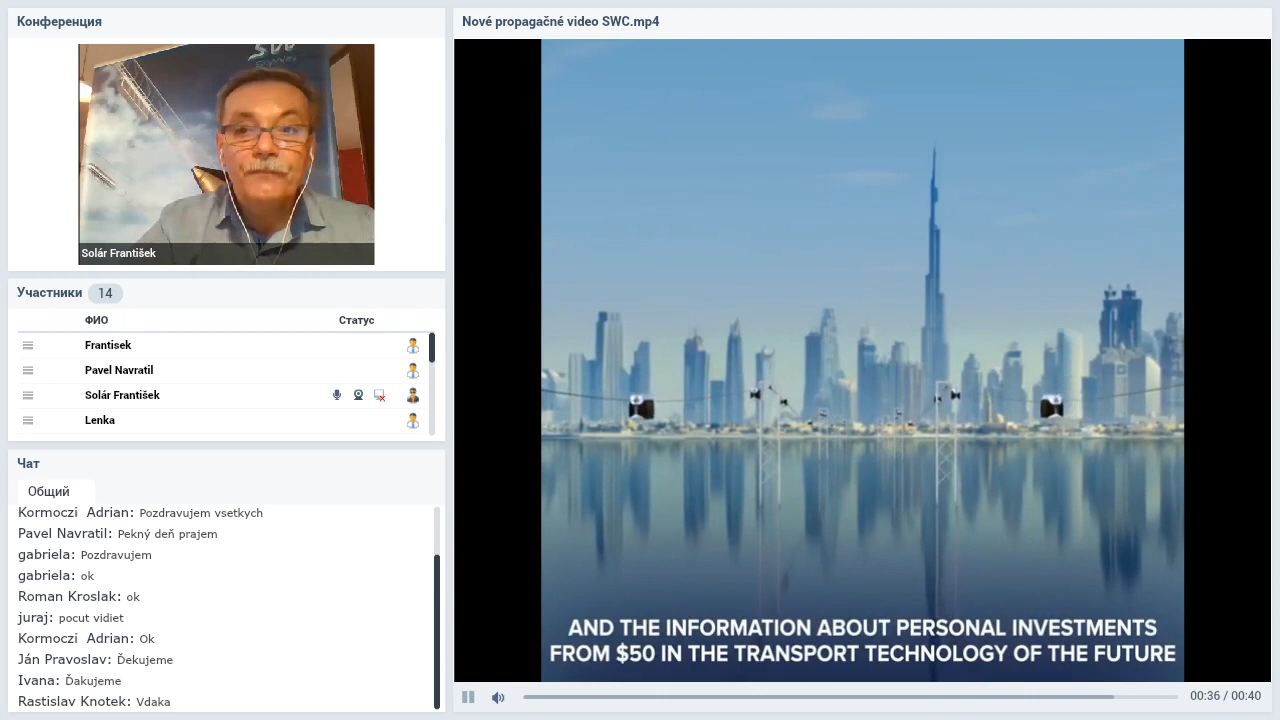 Конференция
Solár František
Участники 14
ФИО Статус
Frantisek
Pavel Navratil
Solár František
Lenka
Чат
Общий
Kormoczi Adrian: Pozdravujem vsetkych
Pavel Navratil: Pekný deň prajem
gabriela: Pozdravujem
gabriela: ok
Roman Kroslak: ok
juraj: pocut vidiet
Kormoczi Adrian: Ok
Ján Pravoslav: Ďekujeme
Ivana: Ďakujeme
Rastislav Knotek: Vdaka
Nové propagačné video SWC.mp4
AND THE INFORMATION ABOUT PERSONAL INVESTMENTS
FROM $50 IN THE TRANSPORT TECHNOLOGY OF THE FUTURE
00:36 / 00:40